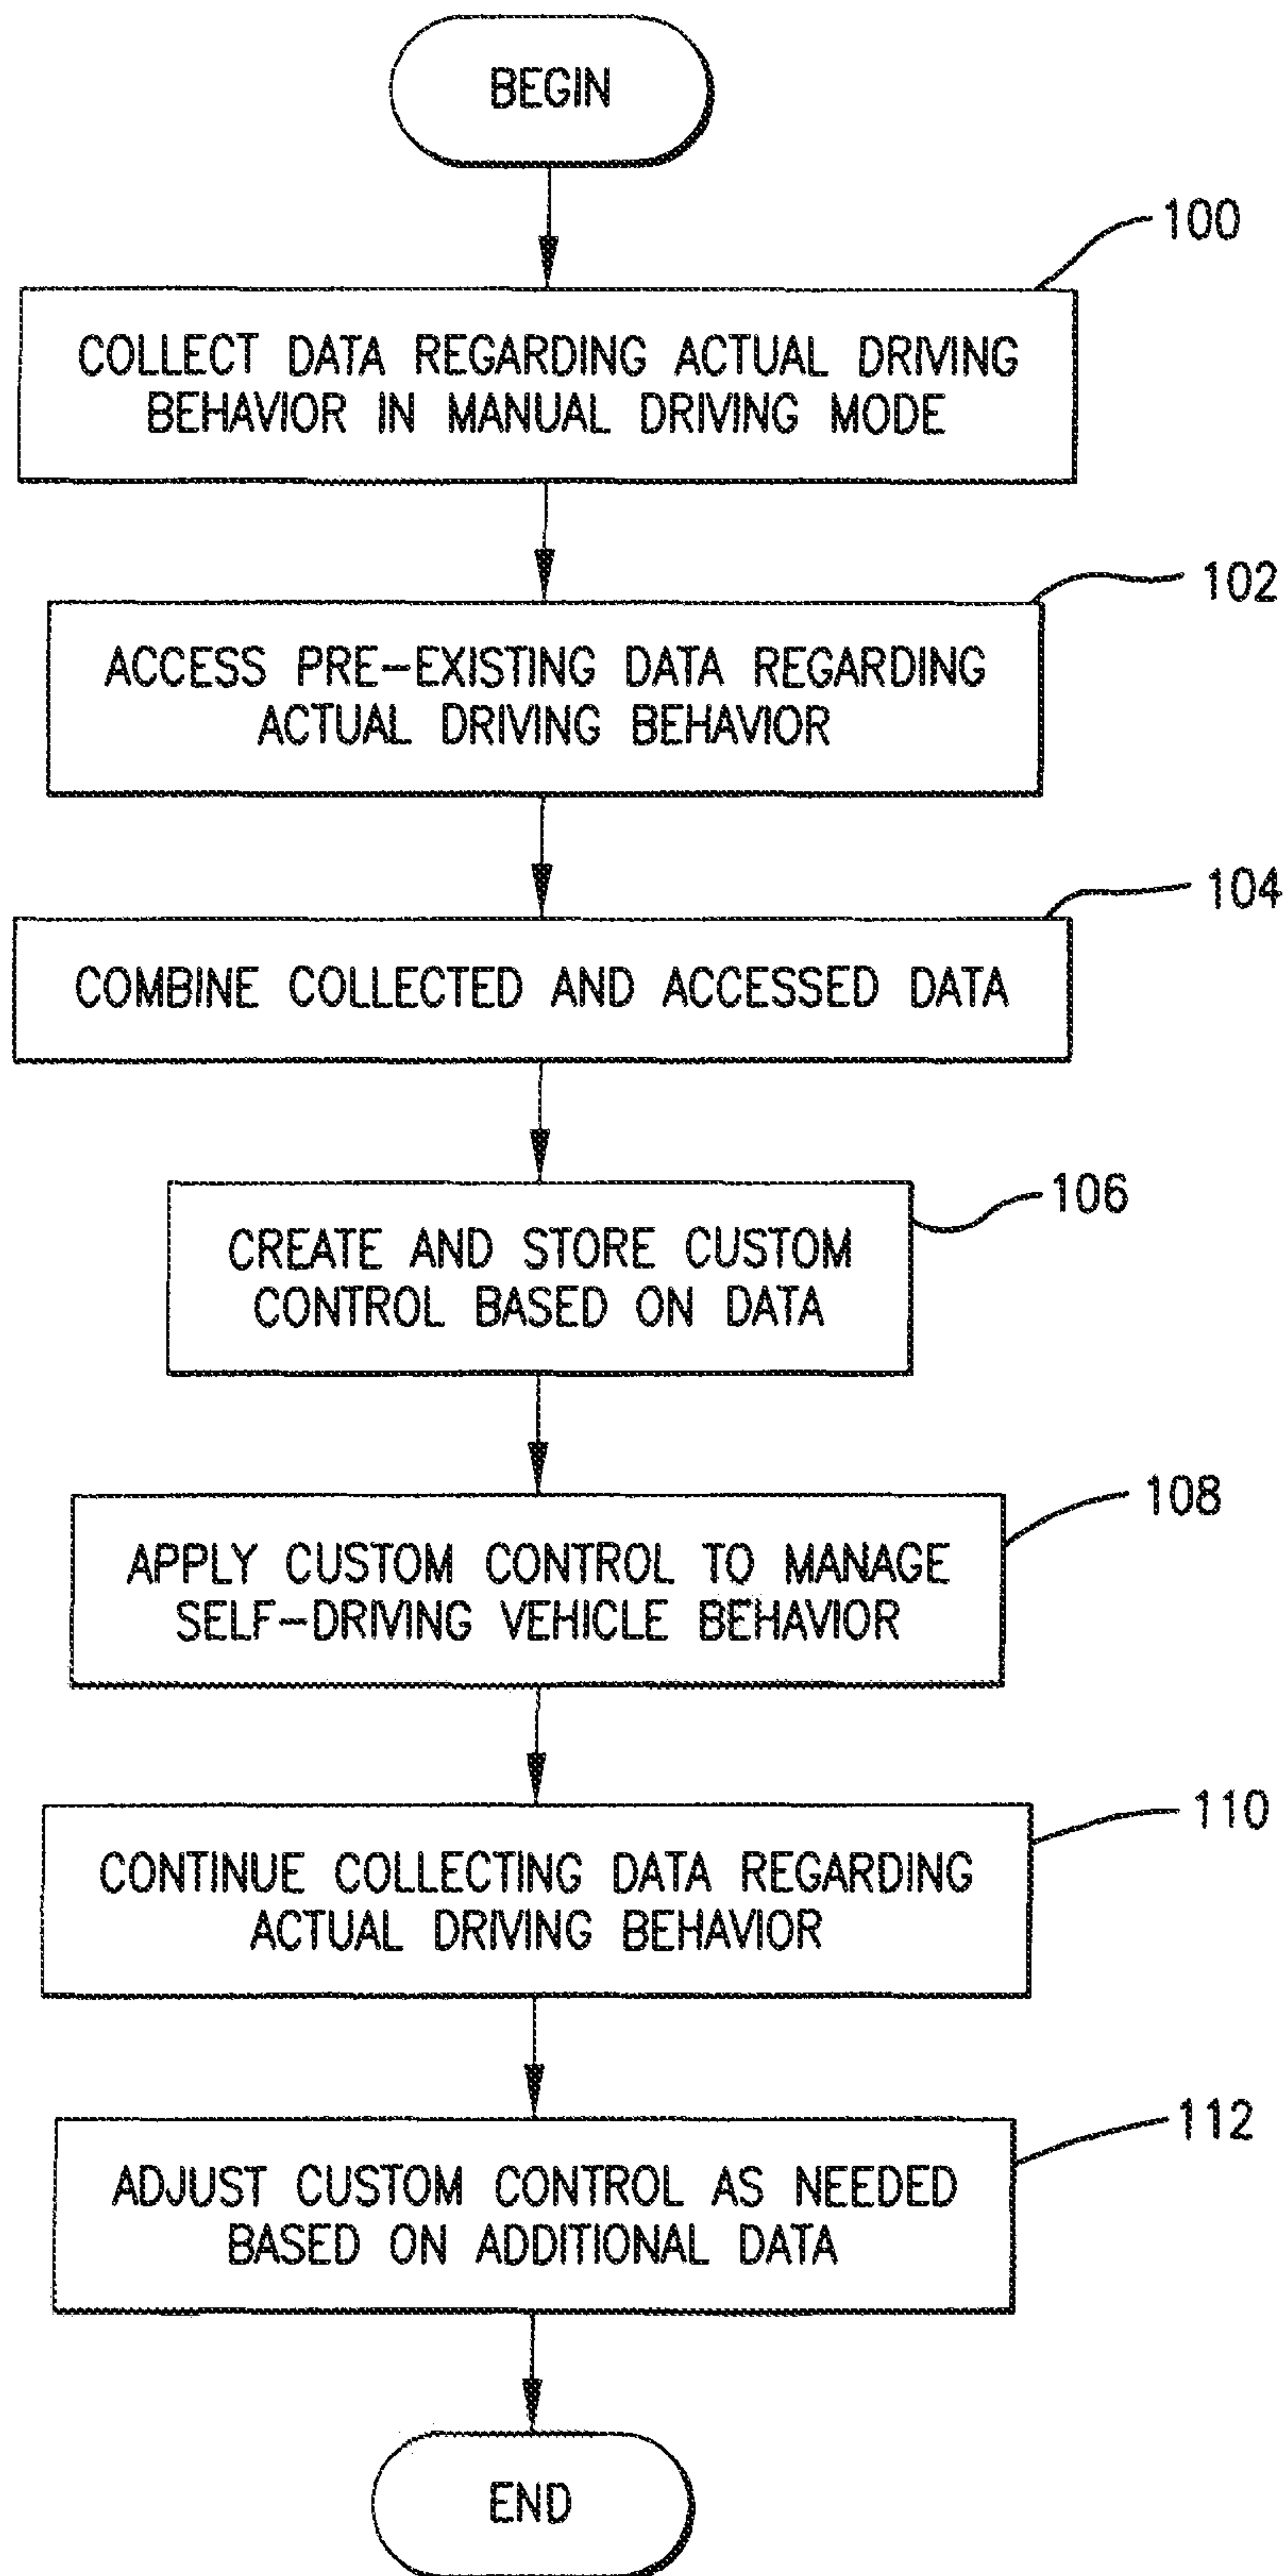 BEGIN
100
COLLECT DATA REGARDING ACTUAL DRIVING
BEHAVIOR IN MANUAL DRIVING MODE
102
ACCESS PRE-EXISTING DATA REGARDING
ACTUAL DRIVING BEHAVIOR
104
COMBINE COLLECTED AND ACCESSED DATA
106
CREATE AND STORE CUSTOM
CONTROL BASED ON DATA
108
APPLY CUSTOM CONTROL TO MANAGE
SELF-DRIVING VEHICLE BEHAVIOR
110
CONTINUE COLLECTING DATA REGARDING
ACTUAL DRIVING BEHAVIOR
112
ADJUST CUSTOM CONTROL AS NEEDED
BASED ON ADDITIONAL DATA
END